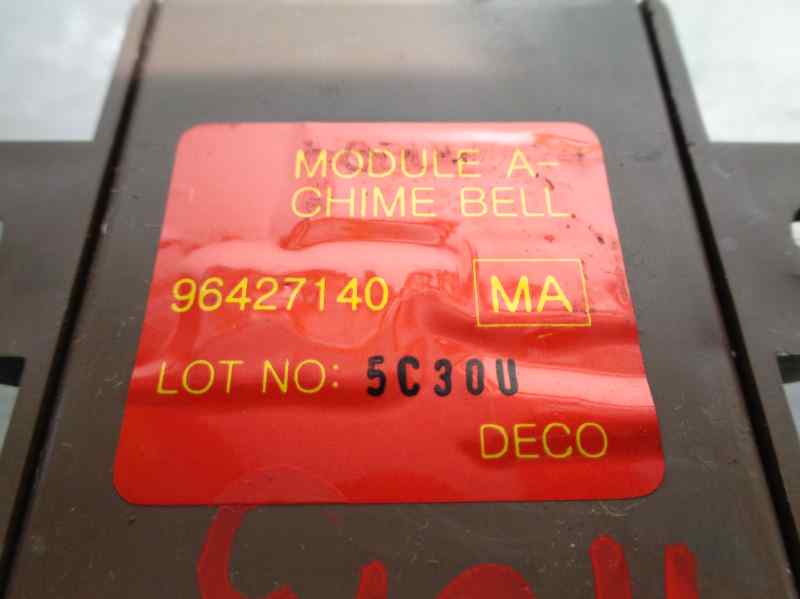 MODULE A-
CHIME BELL
96427140 MA
LOT NO: 5C30U
DECO